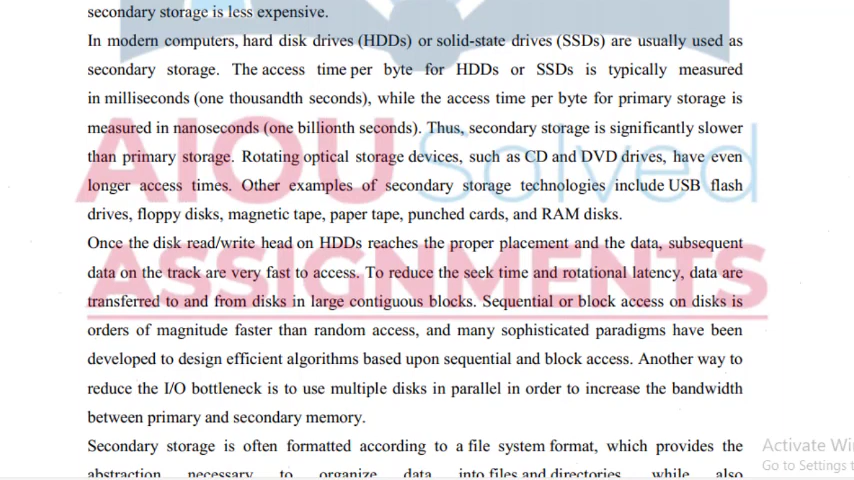 secondary storage is less expensive.
In modern computers, hard disk drives (HDDs) or solid-state drives (SSDs) are usually used as
secondary storage. The access time per byte for HDDs or SSDs is typically measured
in milliseconds (one thousandth seconds), while the access time per byte for primary storage is
measured in nanoseconds (one billionth seconds). Thus, secondary storage is significantly slower
than primary storage. Rotating optical storage devices, such as CD and DVD drives, have even
longer access times. Other examples of secondary storage technologies include USB flash
drives, floppy disks, magnetic tape, paper tape, punched cards, and RAM disks.
AIOU Solved
Once the disk read/write head on HDDs reaches the proper placement and the data, subsequent
data on the track are very fast to access. To reduce the seek time and rotational latency, data are
transferred to and from disks in large contiguous blocks. Sequential or block access on disks is
ASSIGNMENTS
orders of magnitude faster than random access, and many sophisticated paradigms have been
developed to design efficient algorithms based upon sequential and block access. Another way to
reduce the I/O bottleneck is to use multiple disks in parallel in order to increase the bandwidth
between primary and secondary memory.
Secondary storage is often formatted according to a file system format, which provides the
abstraction necessary to organize data into files and directories, while also
Activate Wi
Go to Settings t